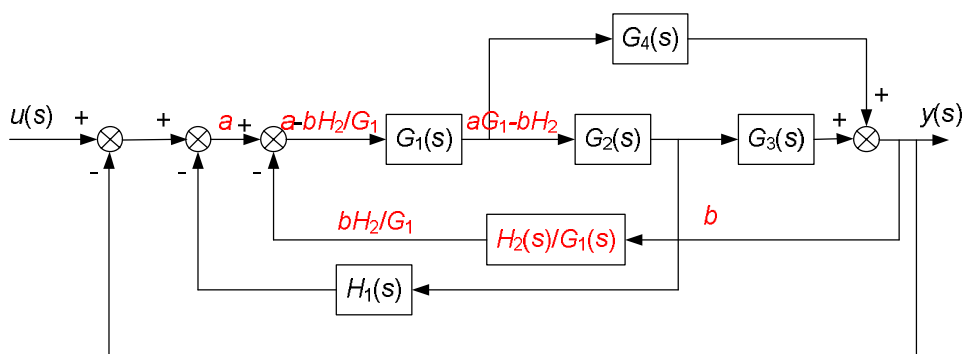 G4(s)
u(s) + + a + a-bH2/G1 G1(s) aG1-bH2 G2(s) G3(s) + + y(s)
- - -
bH2/G1 H2(s)/G1(s) b
H1(s)